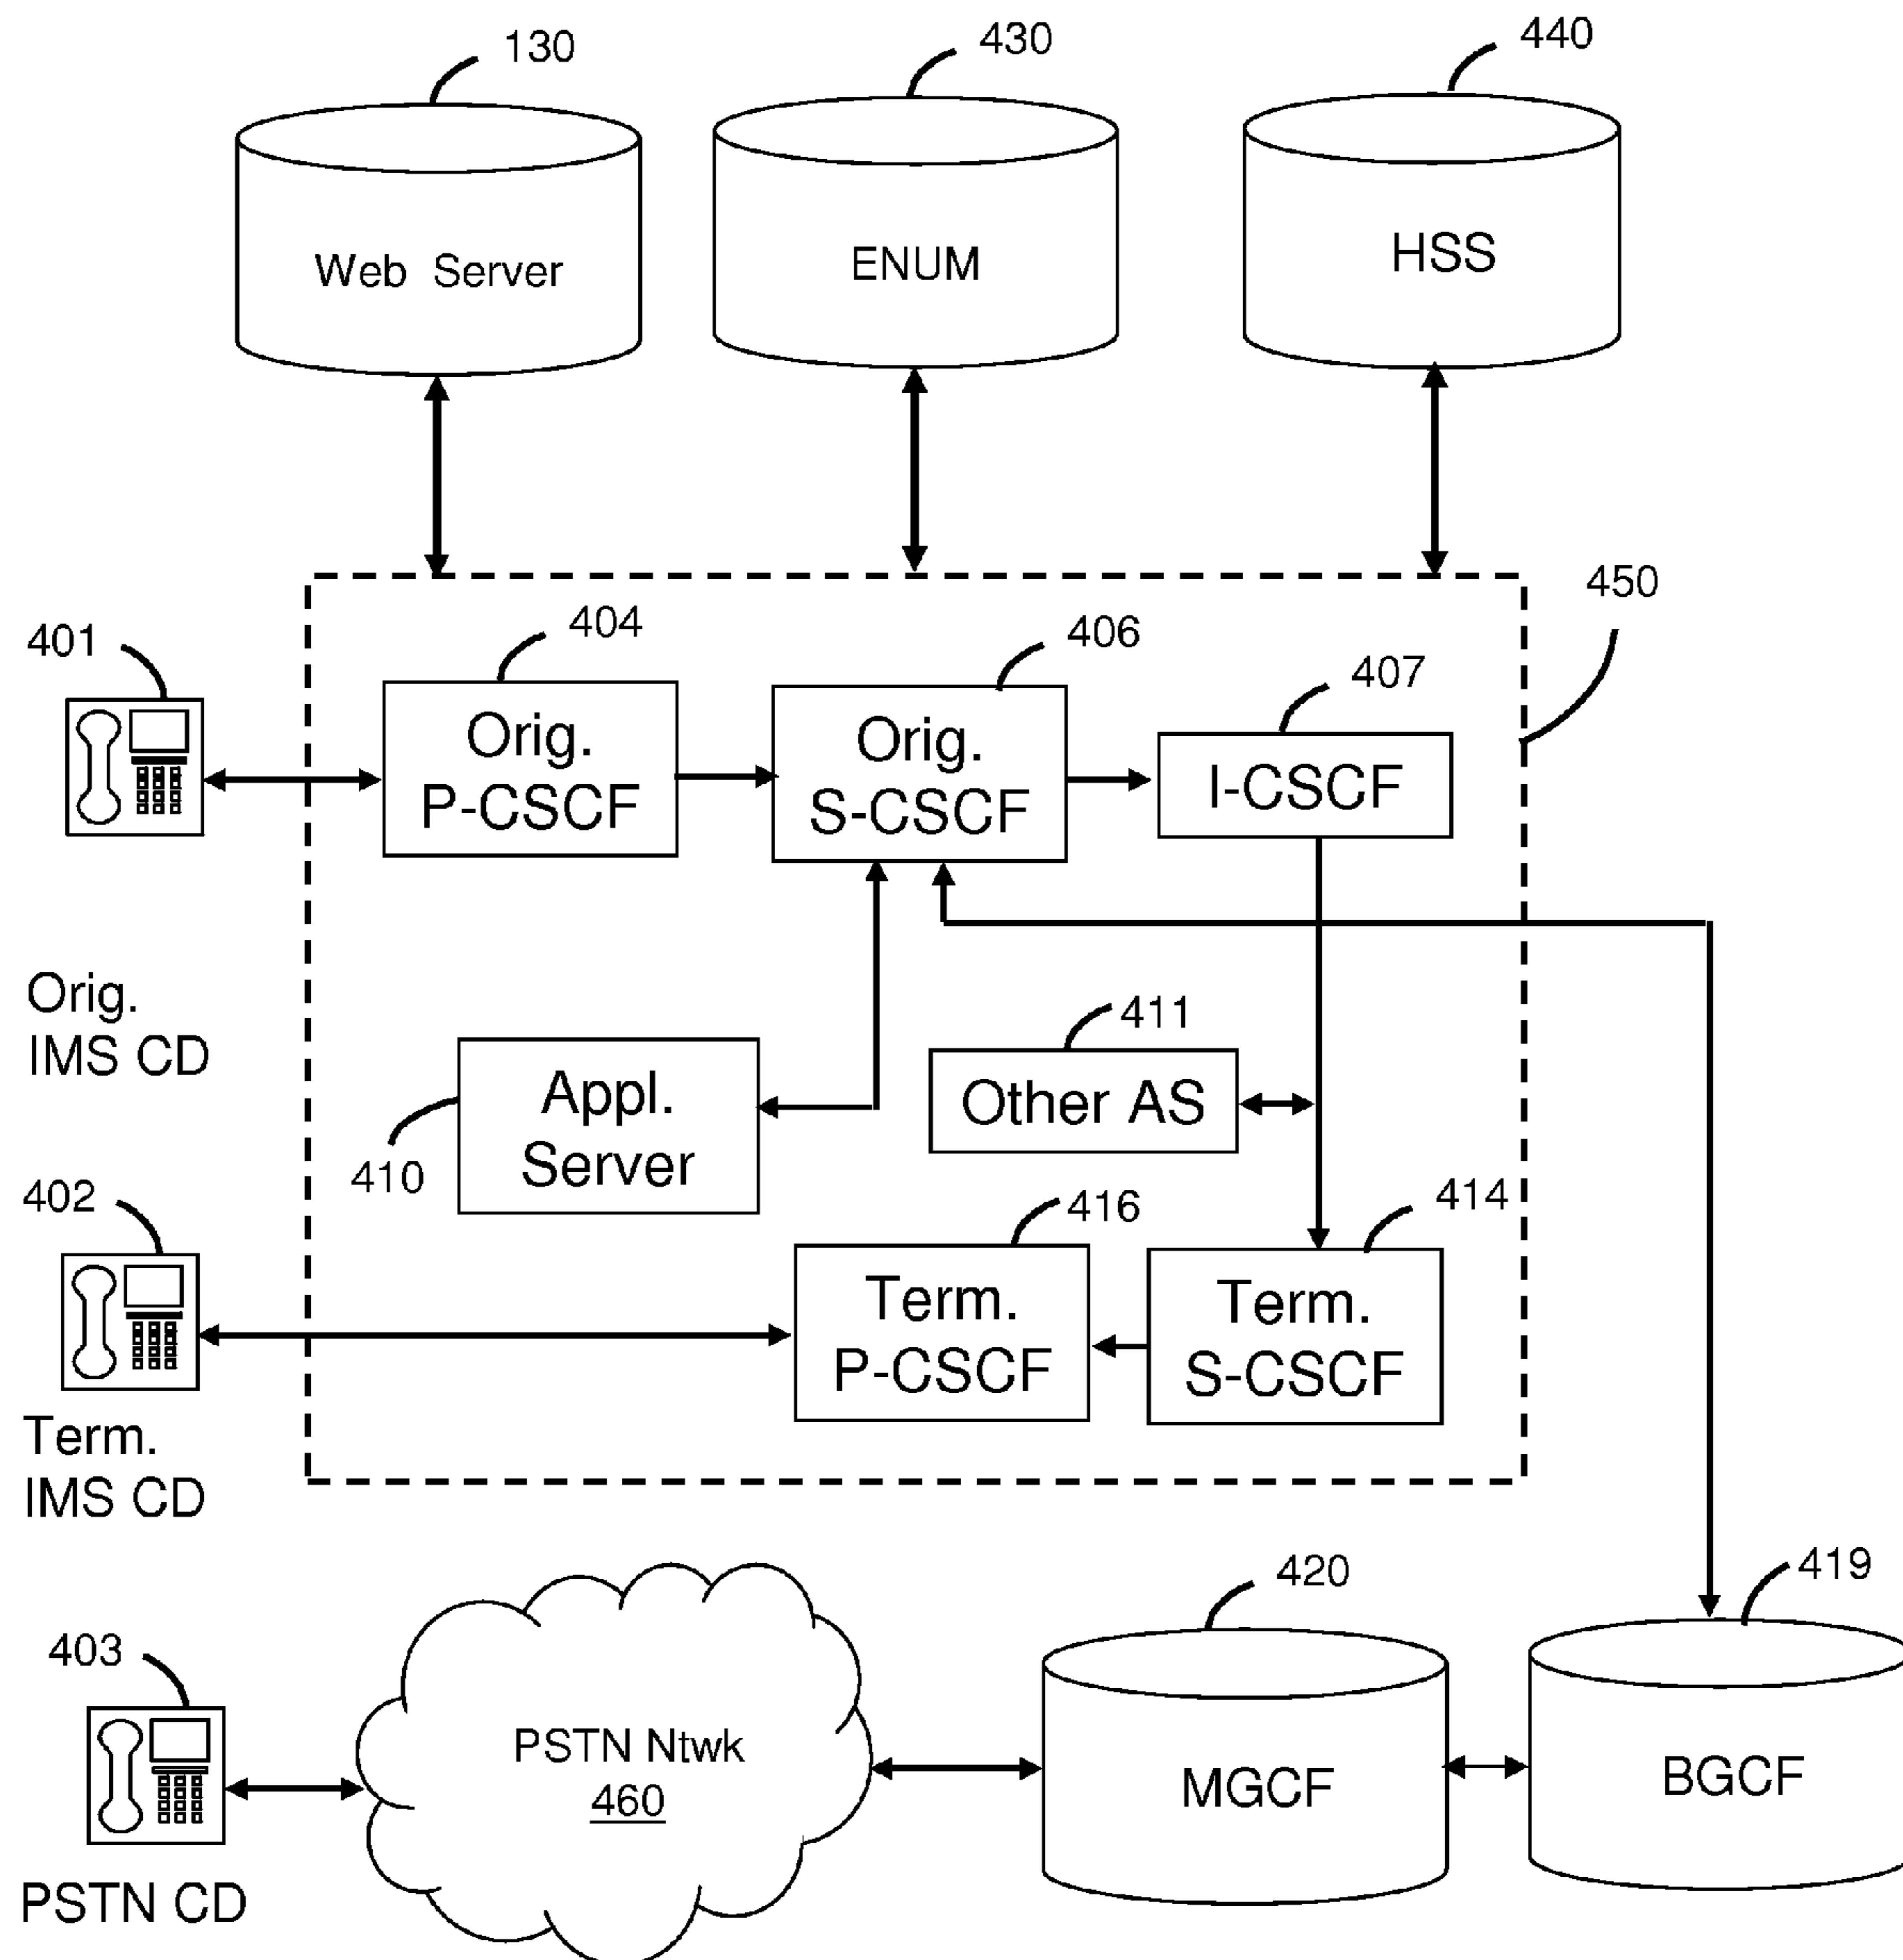 130
430
440
Web Server
ENUM
HSS
450
401
404
406
407
Orig.
P-CSCF
Orig.
S-CSCF
I-CSCF
Orig.
IMS CD
411
Other AS
Appl.
Server
410
402
416
414
Term.
P-CSCF
Term.
S-CSCF
Term.
IMS CD
420
419
403
PSTN Ntwk
460
MGCF
BGCF
PSTN CD